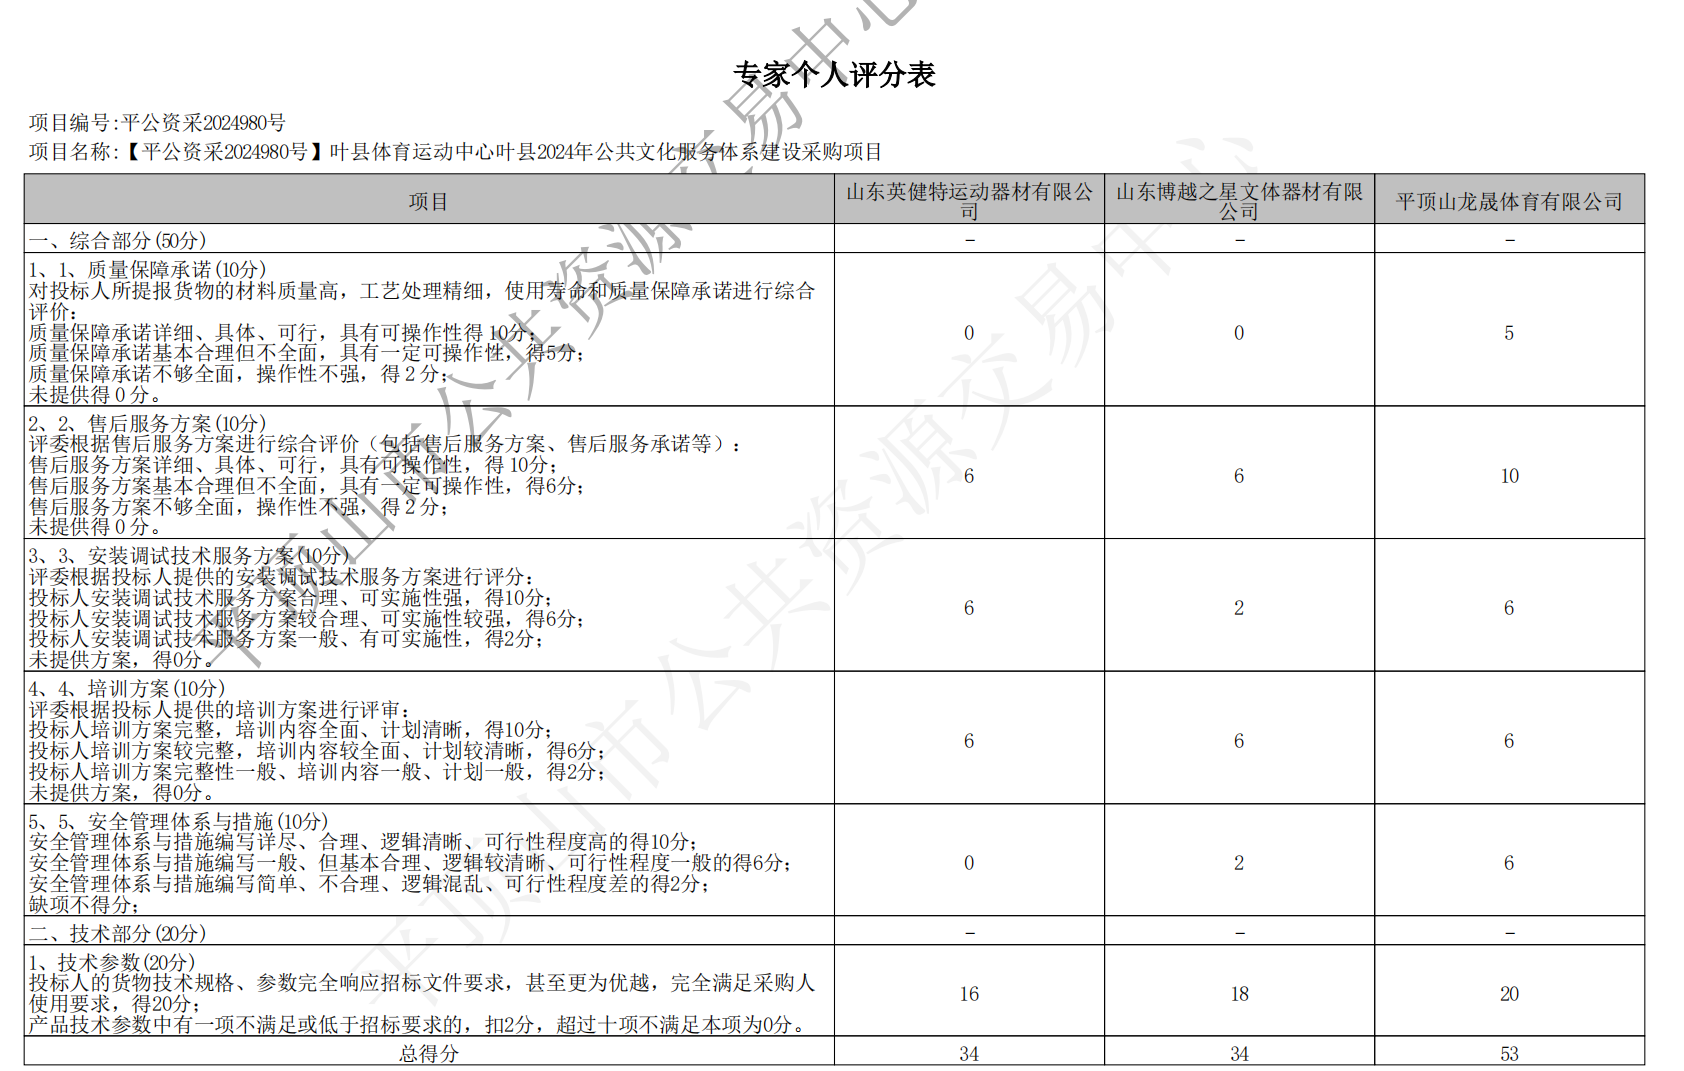 专家个人评分表
项目编号:平公资采2024980号
项目名称:【平公资采2024980号】叶县体育运动中心叶县2024年公共文化服务体系建设采购项目
项目 山东英健特运动器材有限公司 山东博越之星文体器材有限公司 平顶山龙晟体育有限公司
一、综合部分(50分) - - -
1、1、质量保障承诺(10分)
对投标人所提报货物的材料质量高，工艺处理精细，使用寿命和质量保障承诺进行综合
评价:
质量保障承诺详细、具体、可行，具有可操作性得 10分;
质量保障承诺基本合理但不全面，具有一定可操作性，得5分;
质量保障承诺不够全面，操作性不强，得 2 分;
未提供得 0 分。
0 0 5
2、2、售后服务方案(10分)
评委根据售后服务方案进行综合评价（包括售后服务方案、售后服务承诺等）:
售后服务方案详细、具体、可行，具有可操作性，得 10分;
售后服务方案基本合理但不全面，具有一定可操作性，得6分;
售后服务方案不够全面，操作性不强，得 2 分;
未提供得 0 分。
6 6 10
3、3、安装调试技术服务方案(10分)
评委根据投标人提供的安装调试技术服务方案进行评分:
投标人安装调试技术服务方案合理、可实施性强，得10分;
投标人安装调试技术服务方案较合理、可实施性较强，得6分;
投标人安装调试技术服务方案一般、有可实施性，得2分;
未提供方案，得0分。
6 2 6
4、4、培训方案(10分)
评委根据投标人提供的培训方案进行评审:
投标人培训方案完整，培训内容全面、计划清晰，得10分;
投标人培训方案较完整，培训内容较全面、计划较清晰，得6分;
投标人培训方案完整性一般、培训内容一般、计划一般，得2分;
未提供方案，得0分。
6 6 6
5、5、安全管理体系与措施(10分)
安全管理体系与措施编写详尽、合理、逻辑清晰、可行性程度高的得10分;
安全管理体系与措施编写一般、但基本合理、逻辑较清晰、可行性程度一般的得6分;
安全管理体系与措施编写简单、不合理、逻辑混乱、可行性程度差的得2分;
缺项不得分;
0 2 6
二、技术部分(20分) - - -
1、技术参数(20分)
投标人的货物技术规格、参数完全响应招标文件要求，甚至更为优越，完全满足采购人
使用要求，得20分;
产品技术参数中有一项不满足或低于招标要求的，扣2分，超过十项不满足本项为0分。
16 18 20
总得分 34 34 53
平顶山市公共资源交易中心
平顶山市公共资源交易中心